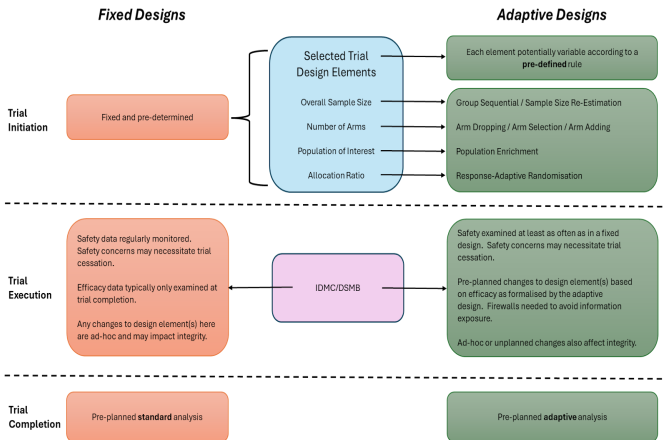 Fixed Designs
Adaptive Designs
Trial
Initiation
Fixed and pre-determined
Selected Trial
Design Elements
Overall Sample Size
Number of Arms
Population of Interest
Allocation Ratio
Each element potentially variable according to a
pre-defined rule
Group Sequential / Sample Size Re-Estimation
Arm Dropping / Arm Selection / Arm Adding
Population Enrichment
Response-Adaptive Randomisation
Trial
Execution
Safety data regularly monitored.
Safety concerns may necessitate trial
cessation.
Efficacy data typically only examined at
trial completion.
Any changes to design element(s) here
are ad-hoc and may impact integrity.
IDMC/DSMB
Safety examined at least as often as in a fixed
design. Safety concerns may necessitate trial
cessation.
Pre-planned changes to design element(s) based
on efficacy as formalised by the adaptive
design. Firewalls needed to avoid information
exposure.
Ad-hoc or unplanned changes also affect integrity.
Trial
Completion
Pre-planned standard analysis
Pre-planned adaptive analysis